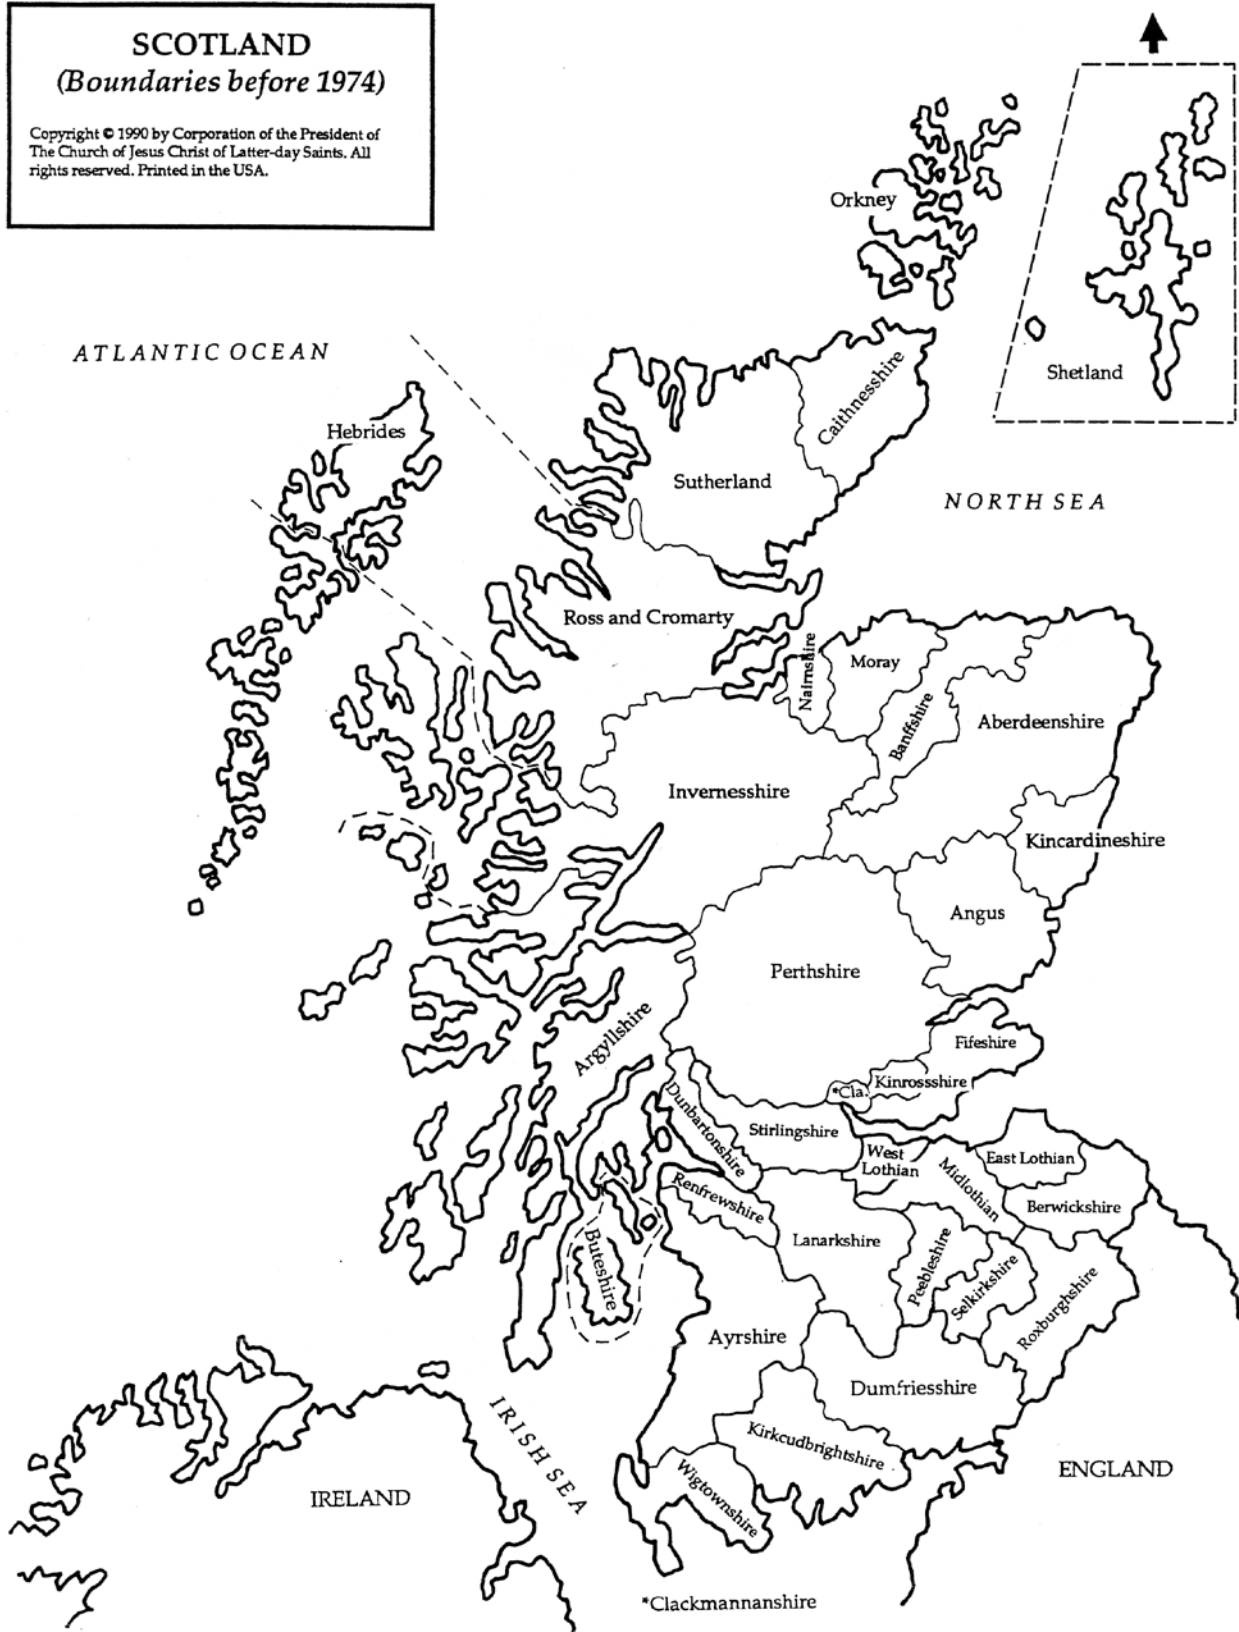 SCOTLAND
(Boundaries before 1974)
Copyright © 1990 by Corporation of the President of
The Church of Jesus Christ of Latter-day Saints. All
rights reserved. Printed in the USA.
Orkney
ATLANTIC OCEAN
Shetland
Caithnesshire
Hebrides
Sutherland
NORTH SEA
Ross and Cromarty
Nairnshire
Moray
Banffshire
Aberdeenshire
Invernesshire
Kincardineshire
Angus
Perthshire
Argyllshire
Fifeshire
Kinrossshire
*Cla.
Dunbartonshire
Stirlingshire
West
Lothian
Midlothian
East Lothian
Renfrewshire
Berwickshire
Lanarkshire
Buteshire
Peebleshire
Selkirkshire
Roxburghshire
Ayrshire
Dumfriesshire
IRISH SEA
Kirkcudbrightshire
ENGLAND
IRELAND
Wigtownshire
*Clackmannanshire